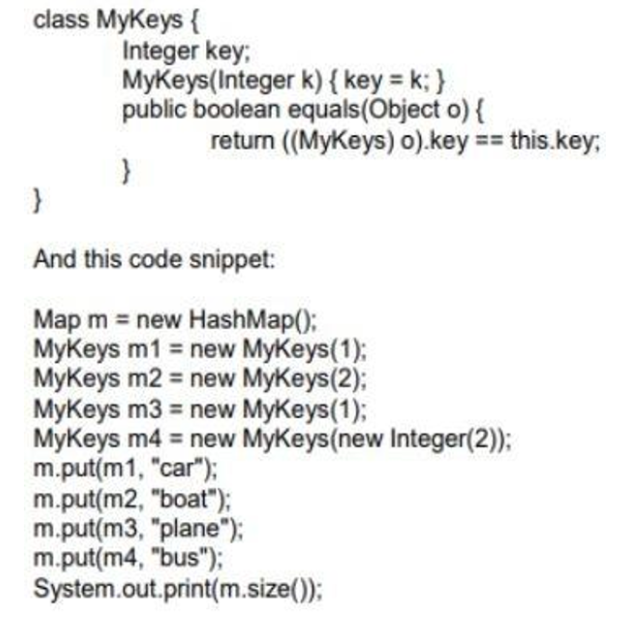 class MyKeys {
Integer key;
MyKeys(Integer k) { key = k; }
public boolean equals(Object o) {
return ((MyKeys) o).key == this.key;
}
}
And this code snippet:
Map m = new HashMap();
MyKeys m1 = new MyKeys(1);
MyKeys m2 = new MyKeys(2);
MyKeys m3 = new MyKeys(1);
MyKeys m4 = new MyKeys(new Integer(2));
m.put(m1, "car");
m.put(m2, "boat");
m.put(m3, "plane");
m.put(m4, "bus");
System.out.print(m.size());